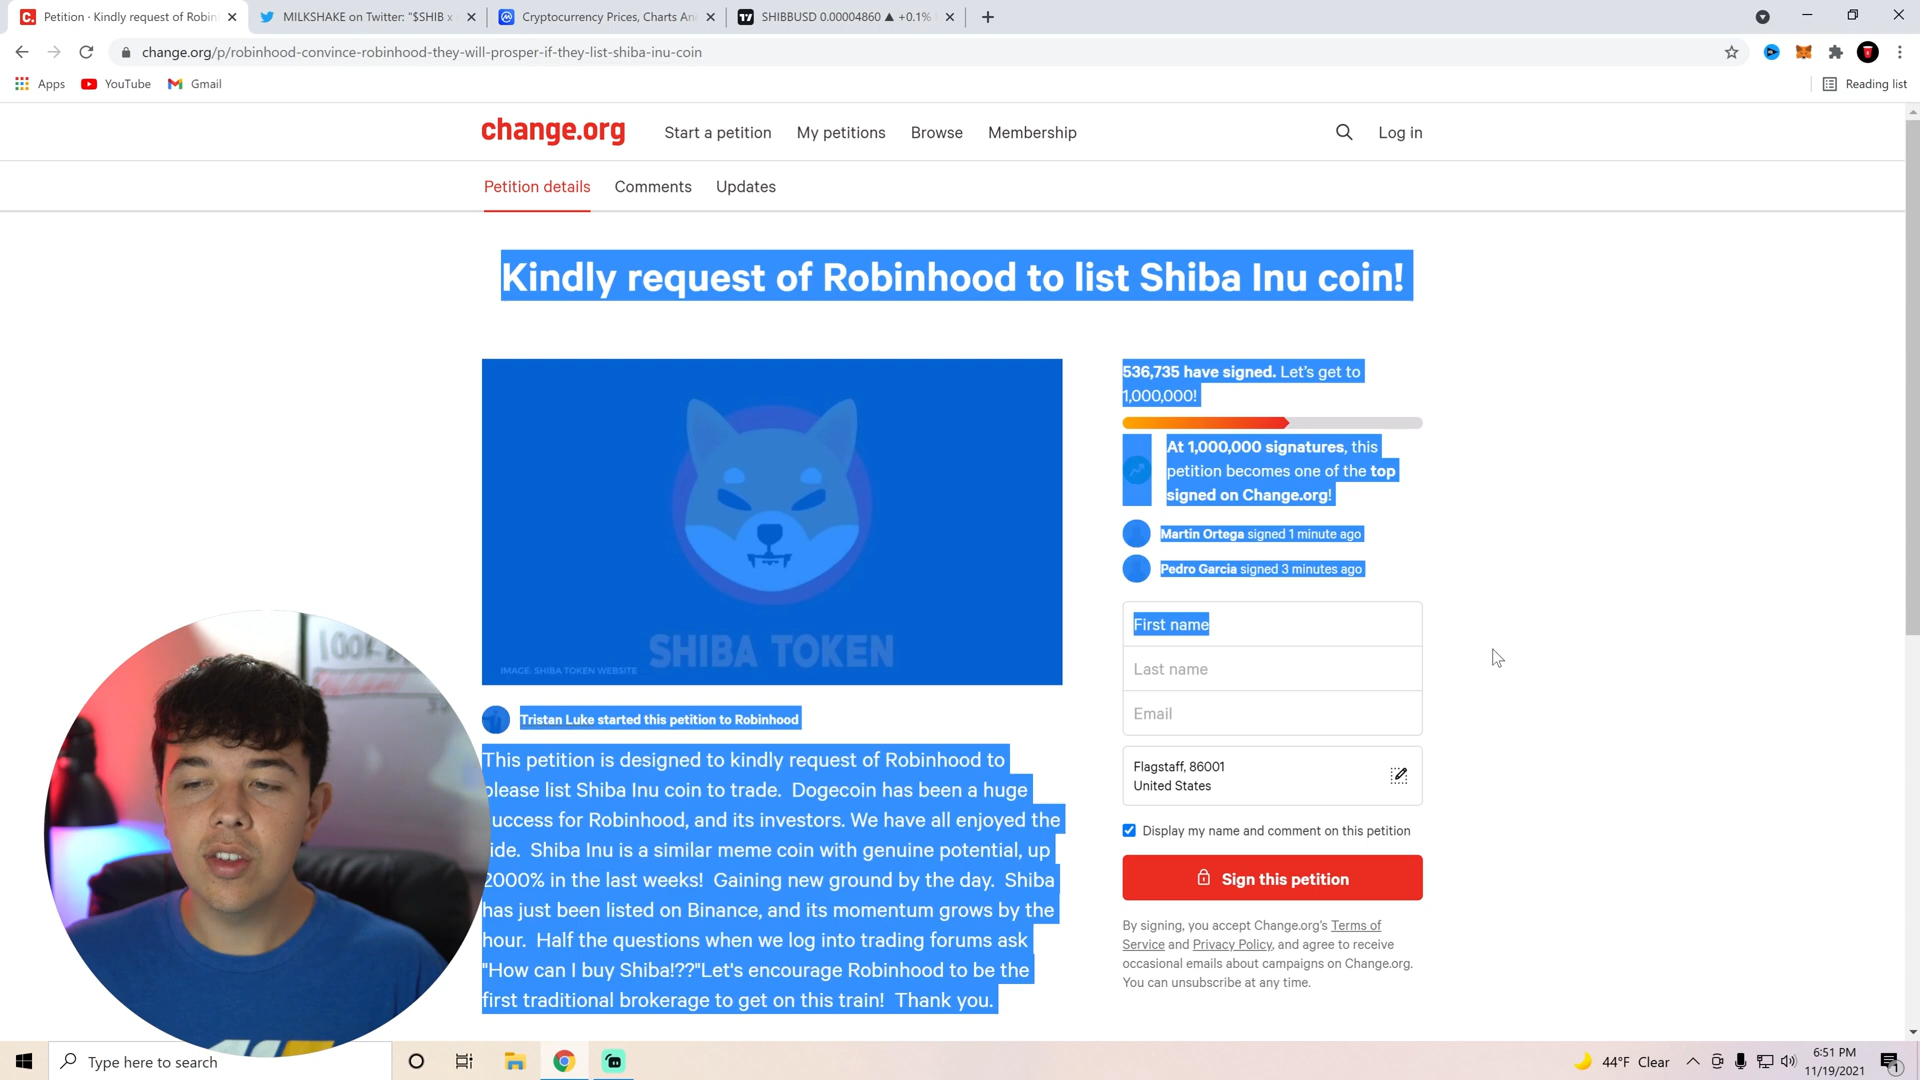 Petition · Kindly request of Robin
MILKSHAKE on Twitter: "$SHIB x
Cryptocurrency Prices, Charts An
SHIBBUSD 0.00004860 ▲ +0.1%
change.org/p/robinhood-convince-robinhood-they-will-prosper-if-they-list-shiba-inu-coin
Apps
YouTube
Gmail
Reading list
change.org
Start a petition
My petitions
Browse
Membership
Log in
Petition details
Comments
Updates
Kindly request of Robinhood to list Shiba Inu coin!
SHIBA TOKEN
IMAGE: SHIBA TOKEN WEBSITE
Tristan Luke started this petition to Robinhood
This petition is designed to kindly request of Robinhood to
please list Shiba Inu coin to trade. Dogecoin has been a huge
success for Robinhood, and its investors. We have all enjoyed the
ride. Shiba Inu is a similar meme coin with genuine potential, up
2000% in the last weeks! Gaining new ground by the day. Shiba
has just been listed on Binance, and its momentum grows by the
hour. Half the questions when we log into trading forums ask
"How can I buy Shiba!??"Let's encourage Robinhood to be the
first traditional brokerage to get on this train! Thank you.
536,735 have signed. Let's get to
1,000,000!
At 1,000,000 signatures, this
petition becomes one of the top
signed on Change.org!
Martin Ortega signed 1 minute ago
Pedro Garcia signed 3 minutes ago
First name
Last name
Email
Flagstaff, 86001
United States
Display my name and comment on this petition
Sign this petition
By signing, you accept Change.org's Terms of
Service and Privacy Policy, and agree to receive
occasional emails about campaigns on Change.org.
You can unsubscribe at any time.
Type here to search
44°F Clear
6:51 PM
11/19/2021
1